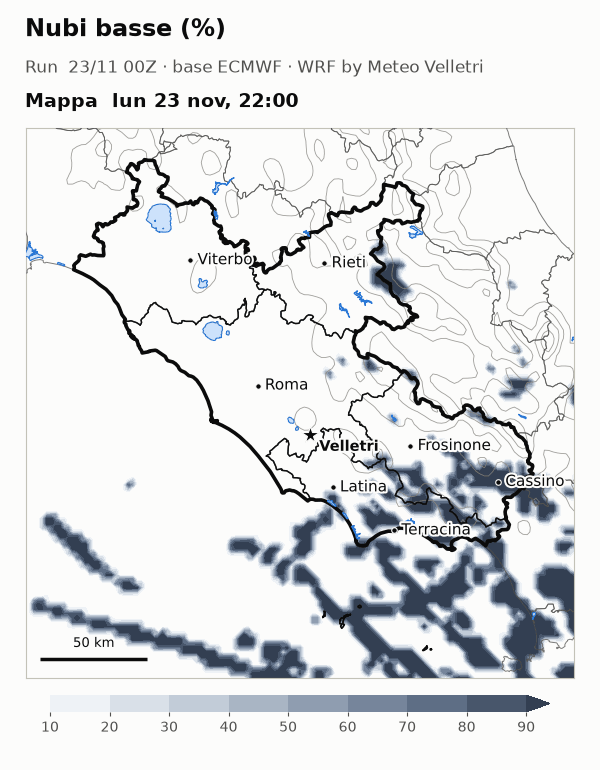 Nubi basse (%)
Run  23/11 00Z · base ECMWF · WRF by Meteo Velletri
Mappa  lun 23 nov, 22:00
Viterbo
Rieti
Roma
Velletri
Frosinone
Cassino
Latina
Terracina
50 km
10 20 30 40 50 60 70 80 90